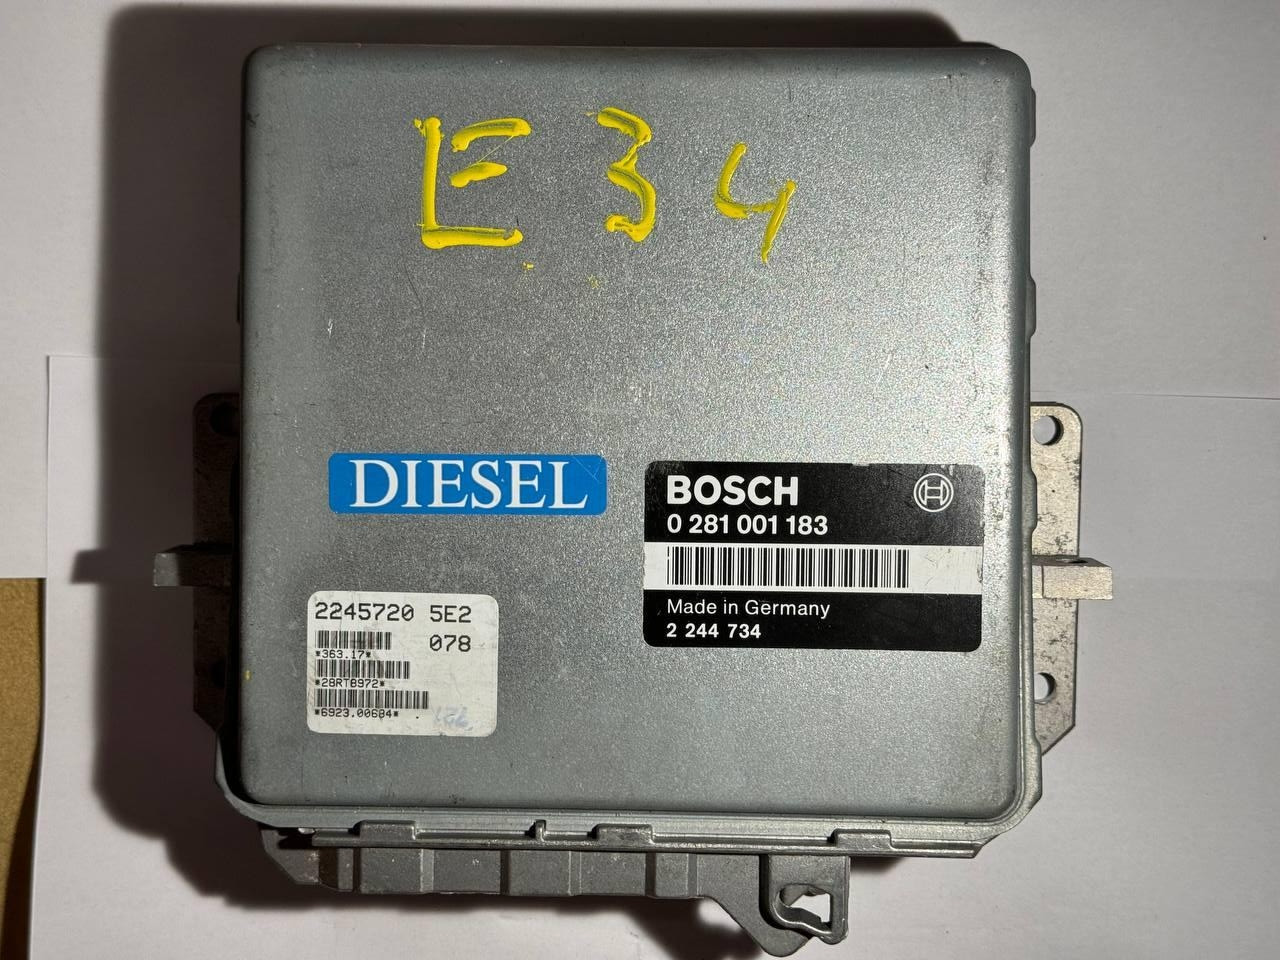 E34
DIESEL
BOSCH
0 281 001 183
Made in Germany
2 244 734
2245720 5E2
078
*363.17*
*28RT8972*
*6923.00684*